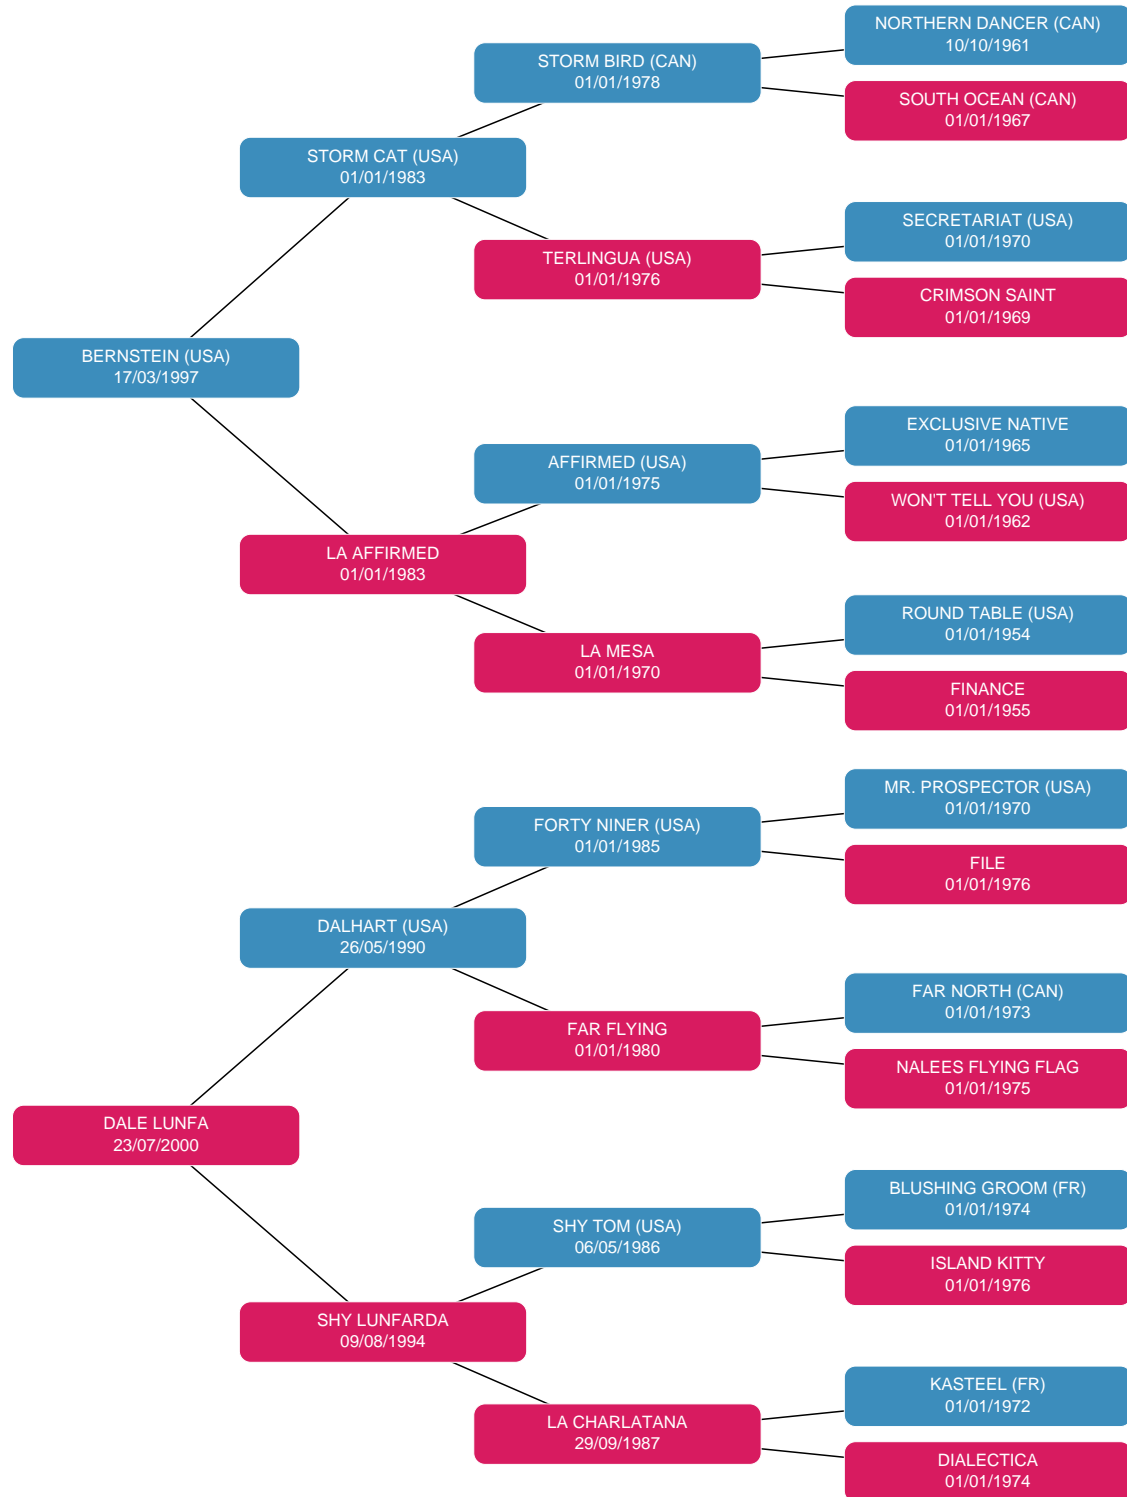 NORTHERN DANCER (CAN)
10/10/1961
STORM BIRD (CAN)
01/01/1978
SOUTH OCEAN (CAN)
01/01/1967
STORM CAT (USA)
01/01/1983
SECRETARIAT (USA)
01/01/1970
TERLINGUA (USA)
01/01/1976
CRIMSON SAINT
01/01/1969
BERNSTEIN (USA)
17/03/1997
EXCLUSIVE NATIVE
01/01/1965
AFFIRMED (USA)
01/01/1975
WON'T TELL YOU (USA)
01/01/1962
LA AFFIRMED
01/01/1983
ROUND TABLE (USA)
01/01/1954
LA MESA
01/01/1970
FINANCE
01/01/1955
MR. PROSPECTOR (USA)
01/01/1970
FORTY NINER (USA)
01/01/1985
FILE
01/01/1976
DALHART (USA)
26/05/1990
FAR NORTH (CAN)
01/01/1973
FAR FLYING
01/01/1980
NALEES FLYING FLAG
01/01/1975
DALE LUNFA
23/07/2000
BLUSHING GROOM (FR)
01/01/1974
SHY TOM (USA)
06/05/1986
ISLAND KITTY
01/01/1976
SHY LUNFARDA
09/08/1994
KASTEEL (FR)
01/01/1972
LA CHARLATANA
29/09/1987
DIALECTICA
01/01/1974